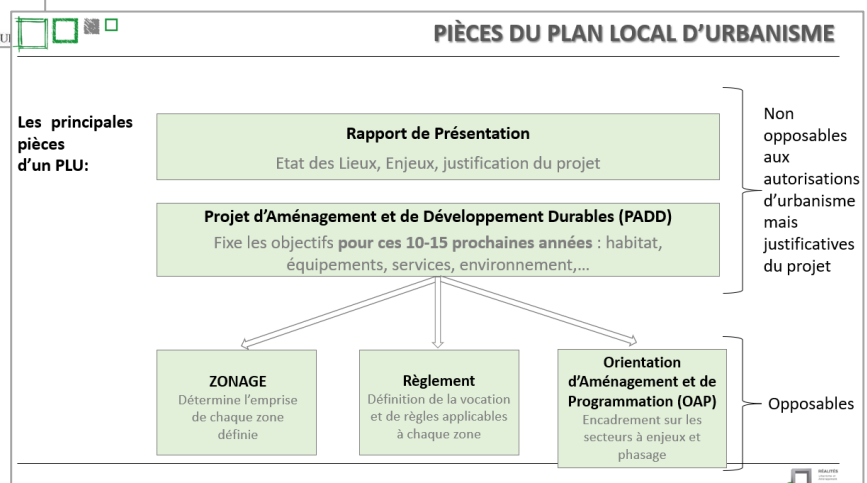 PIÈCES DU PLAN LOCAL D'URBANISME
Les principales
pièces
d'un PLU:
Rapport de Présentation
Etat des Lieux, Enjeux, justification du projet
Projet d'Aménagement et de Développement Durables (PADD)
Fixe les objectifs pour ces 10-15 prochaines années : habitat,
équipements, services, environnement,…
Non
opposables
aux
autorisations
d'urbanisme
mais
justificatives
du projet
ZONAGE
Détermine l'emprise
de chaque zone
définie
Règlement
Définition de la vocation
et de règles applicables
à chaque zone
Orientation
d'Aménagement et de
Programmation (OAP)
Encadrement sur les
secteurs à enjeux et
phasage
Opposables
RÉALITÉS